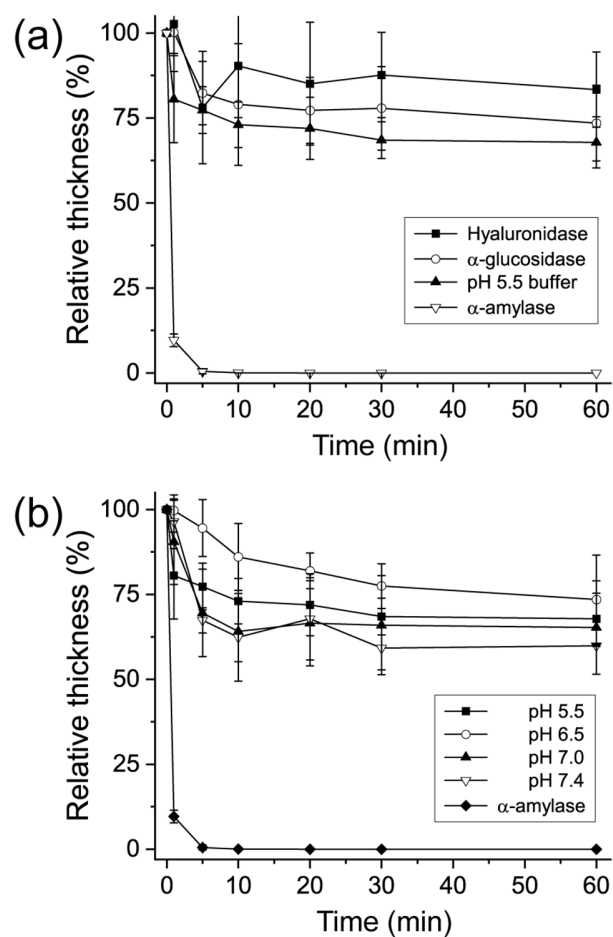 (a)
Relative thickness (%)
100
75
50
25
0
Hyaluronidase
α-glucosidase
pH 5.5 buffer
α-amylase
0 10 20 30 40 50 60
Time (min)
(b)
Relative thickness (%)
100
75
50
25
0
pH 5.5
pH 6.5
pH 7.0
pH 7.4
α-amylase
0 10 20 30 40 50 60
Time (min)